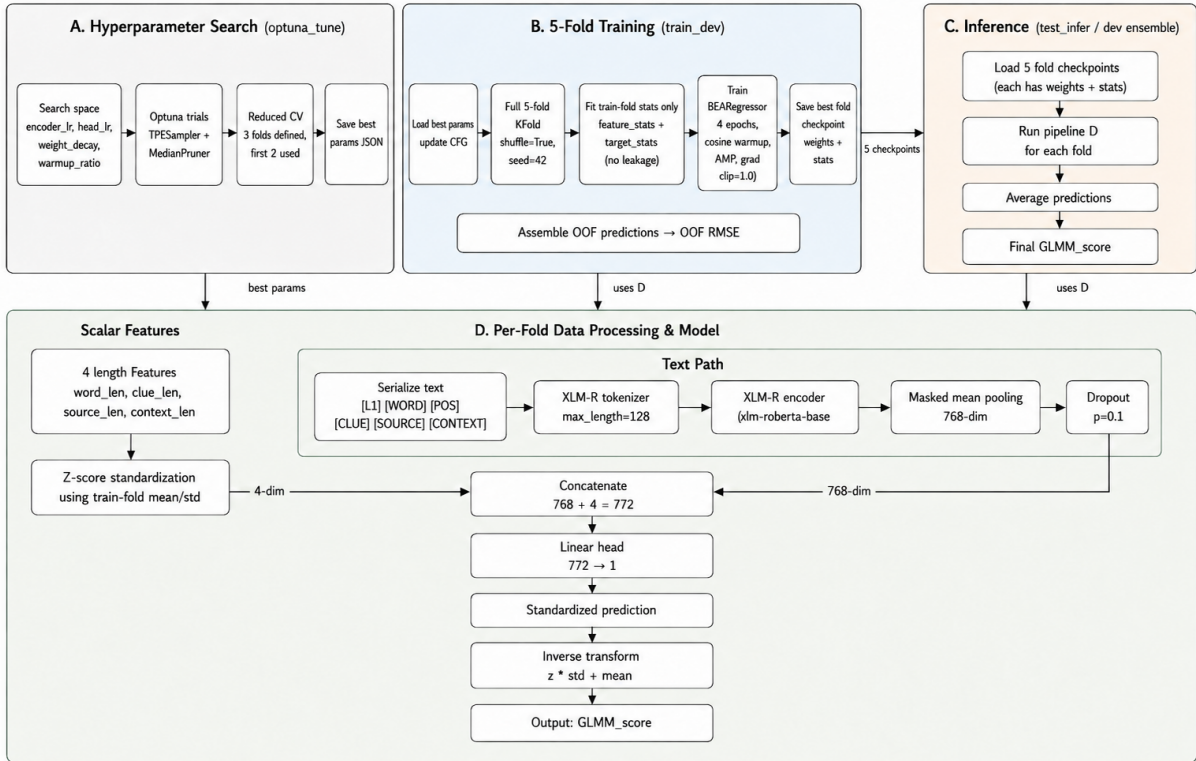 A. Hyperparameter Search (optuna_tune)
Search space
encoder_lr, head_lr,
weight_decay,
warmup_ratio
Optuna trials
TPESampler +
MedianPruner
Reduced CV
3 folds defined,
first 2 used
Save best
params JSON
B. 5-Fold Training (train_dev)
Load best params
update CFG
Full 5-fold
KFold
shuffle=True,
seed=42
Fit train-fold stats only
feature_stats +
target_stats
(no leakage)
Train
BEARegressor
4 epochs,
cosine warmup,
AMP, grad
clip=1.0)
Save best fold
checkpoint
weights +
stats
Assemble OOF predictions → OOF RMSE
5 checkpoints
C. Inference (test_infer / dev ensemble)
Load 5 fold checkpoints
(each has weights + stats)
Run pipeline D
for each fold
Average predictions
Final GLMM_score
best params
uses D
uses D
Scalar Features
4 length Features
word_len, clue_len,
source_len, context_len
Z-score standardization
using train-fold mean/std
D. Per-Fold Data Processing & Model
Text Path
Serialize text
[L1] [WORD] [POS]
[CLUE] [SOURCE] [CONTEXT]
XLM-R tokenizer
max_length=128
XLM-R encoder
(xlm-roberta-base
Masked mean pooling
768-dim
Dropout
p=0.1
4-dim
768-dim
Concatenate
768 + 4 = 772
Linear head
772 → 1
Standardized prediction
Inverse transform
z * std + mean
Output: GLMM_score